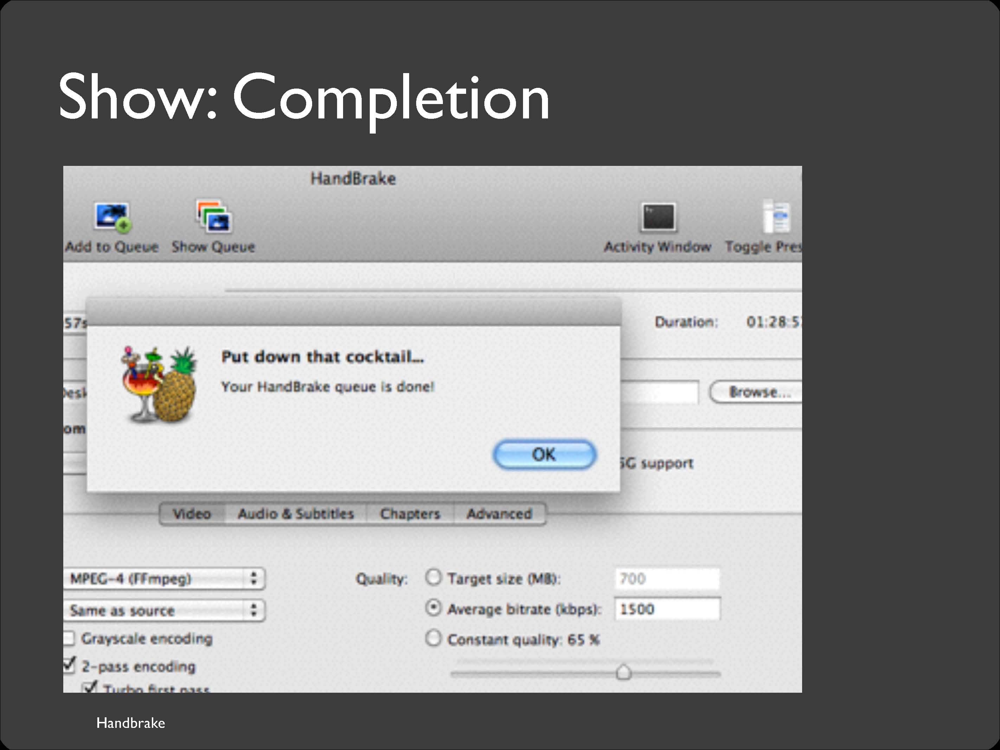 Show: Completion
HandBrake
Add to Queue Show Queue Activity Window Toggle Pres
57s Duration: 01:28:5
Put down that cocktail...
Your HandBrake queue is done!
Desk Browse...
om
OK
5G support
Video Audio & Subtitles Chapters Advanced
MPEG-4 (FFmpeg) Quality: Target size (MB): 700
Same as source Average bitrate (kbps): 1500
Grayscale encoding Constant quality: 65 %
2-pass encoding
Turbo first pass
Handbrake